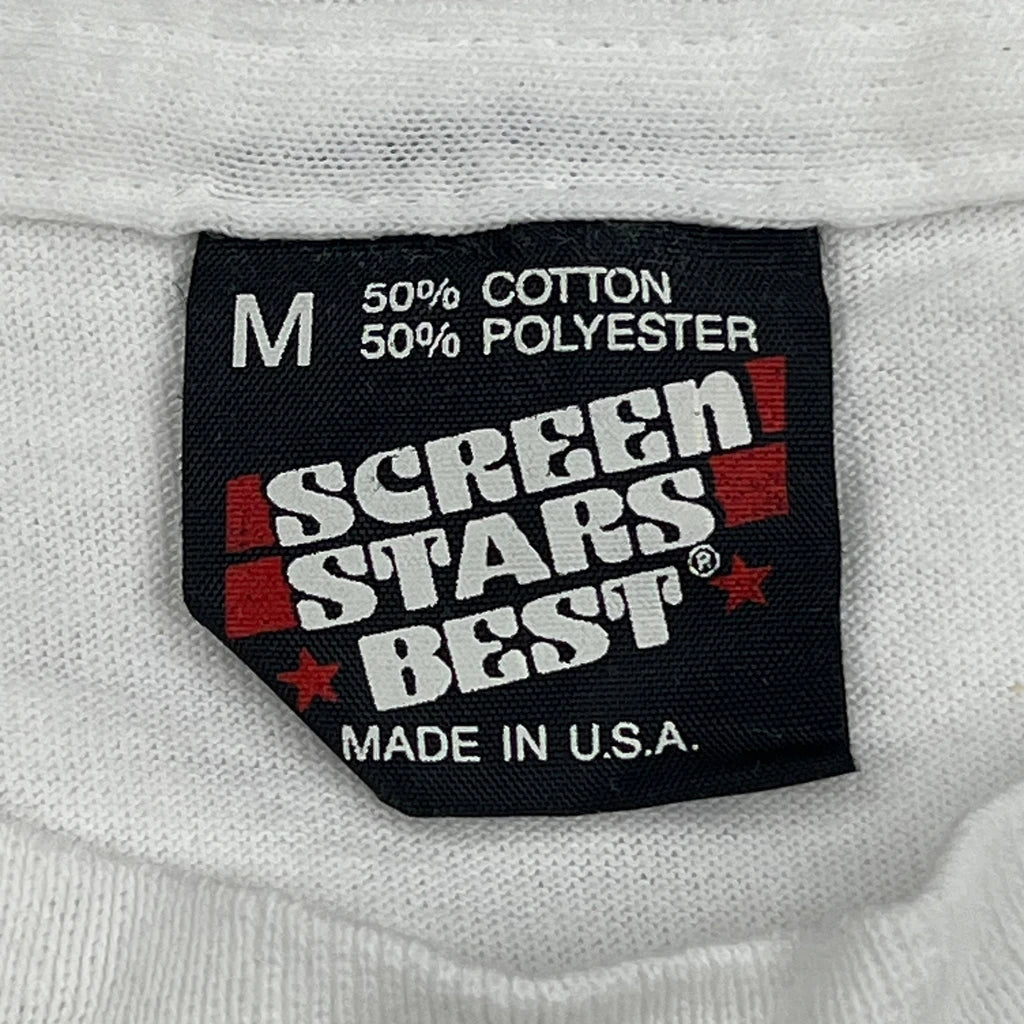 M 50% COTTON
50% POLYESTER
SCREEN
STARS
BEST®
MADE IN U.S.A.